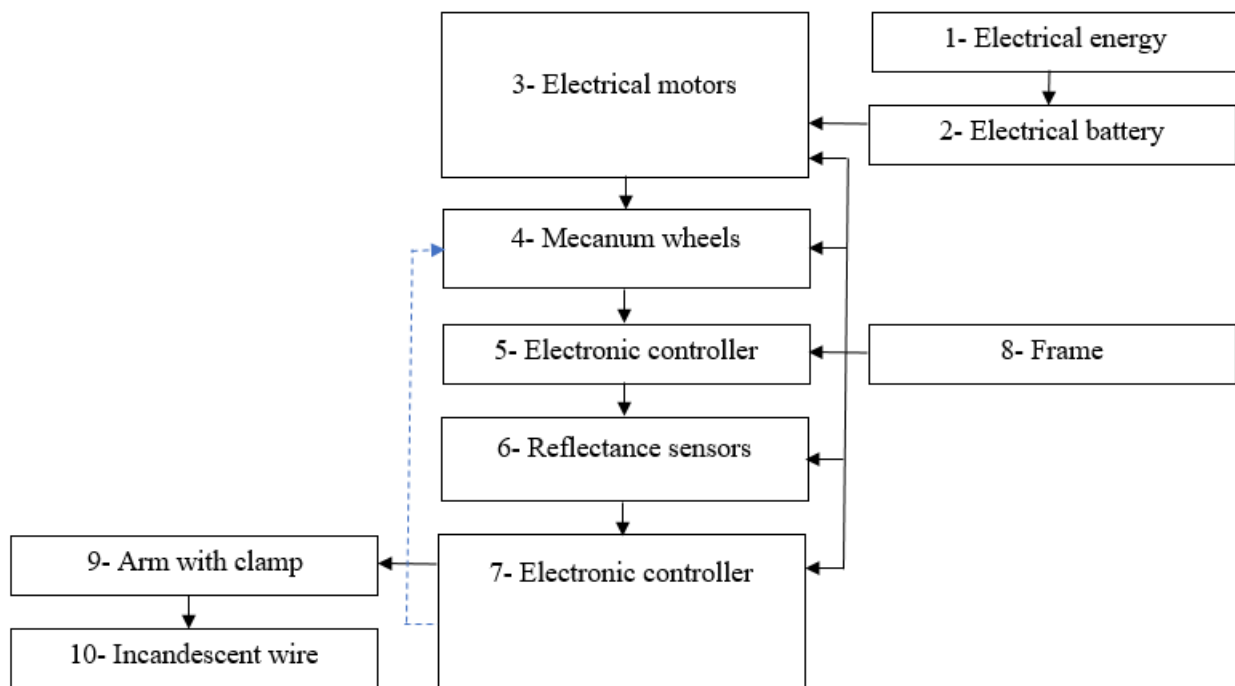 1- Electrical energy
3- Electrical motors
2- Electrical battery
4- Mecanum wheels
5- Electronic controller
8- Frame
6- Reflectance sensors
9- Arm with clamp
7- Electronic controller
10- Incandescent wire